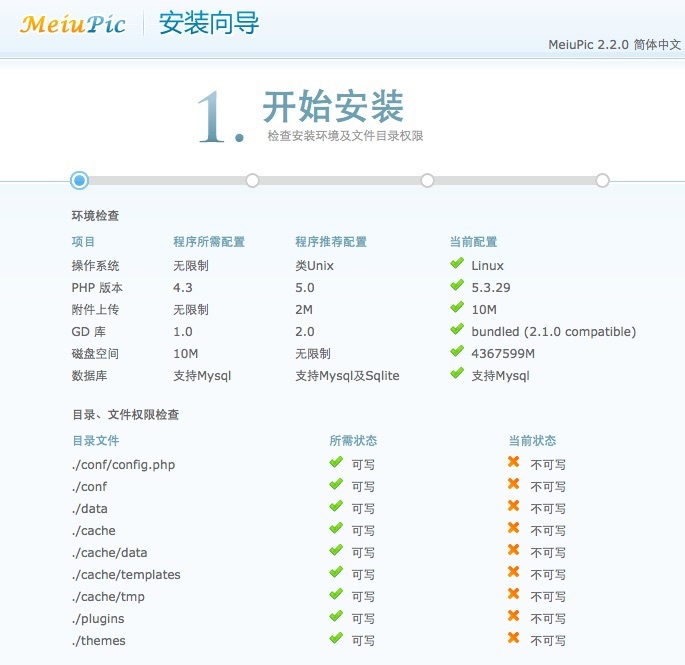 MeiuPic 安装向导
MeiuPic 2.2.0 简体中文
1. 开始安装
检查安装环境及文件目录权限
环境检查
项目 程序所需配置 程序推荐配置 当前配置
操作系统 无限制 类Unix Linux
PHP 版本 4.3 5.0 5.3.29
附件上传 无限制 2M 10M
GD 库 1.0 2.0 bundled (2.1.0 compatible)
磁盘空间 10M 无限制 4367599M
数据库 支持Mysql 支持Mysql及Sqlite 支持Mysql
目录、文件权限检查
目录文件 所需状态 当前状态
./conf/config.php 可写 不可写
./conf 可写 不可写
./data 可写 不可写
./cache 可写 不可写
./cache/data 可写 不可写
./cache/templates 可写 不可写
./cache/tmp 可写 不可写
./plugins 可写 不可写
./themes 可写 不可写